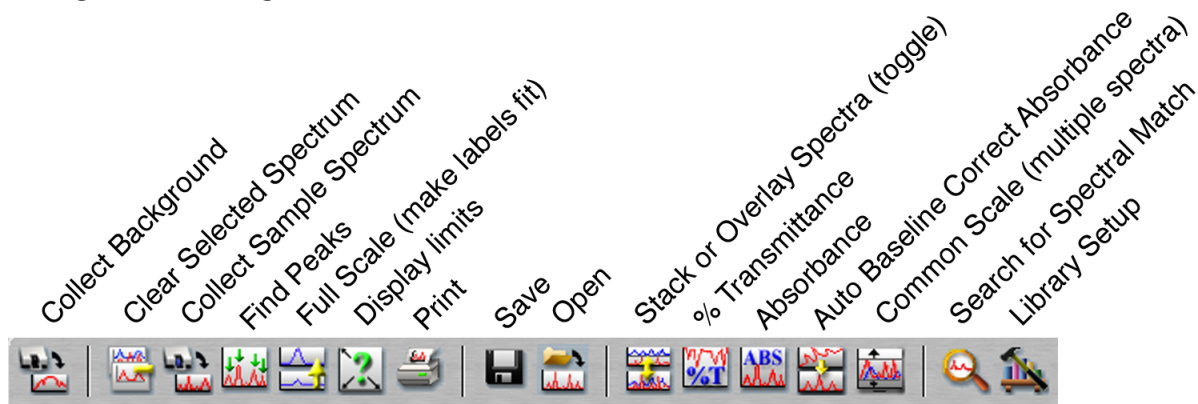 Collect Background
Clear Selected Spectrum
Collect Sample Spectrum
Find Peaks
Full Scale (make labels fit)
Display limits
Print
Save
Open
Stack or Overlay Spectra (toggle)
% Transmittance
Absorbance
Auto Baseline Correct Absorbance
Common Scale (multiple spectra)
Search for Spectral Match
Library Setup
?
%T
ABS